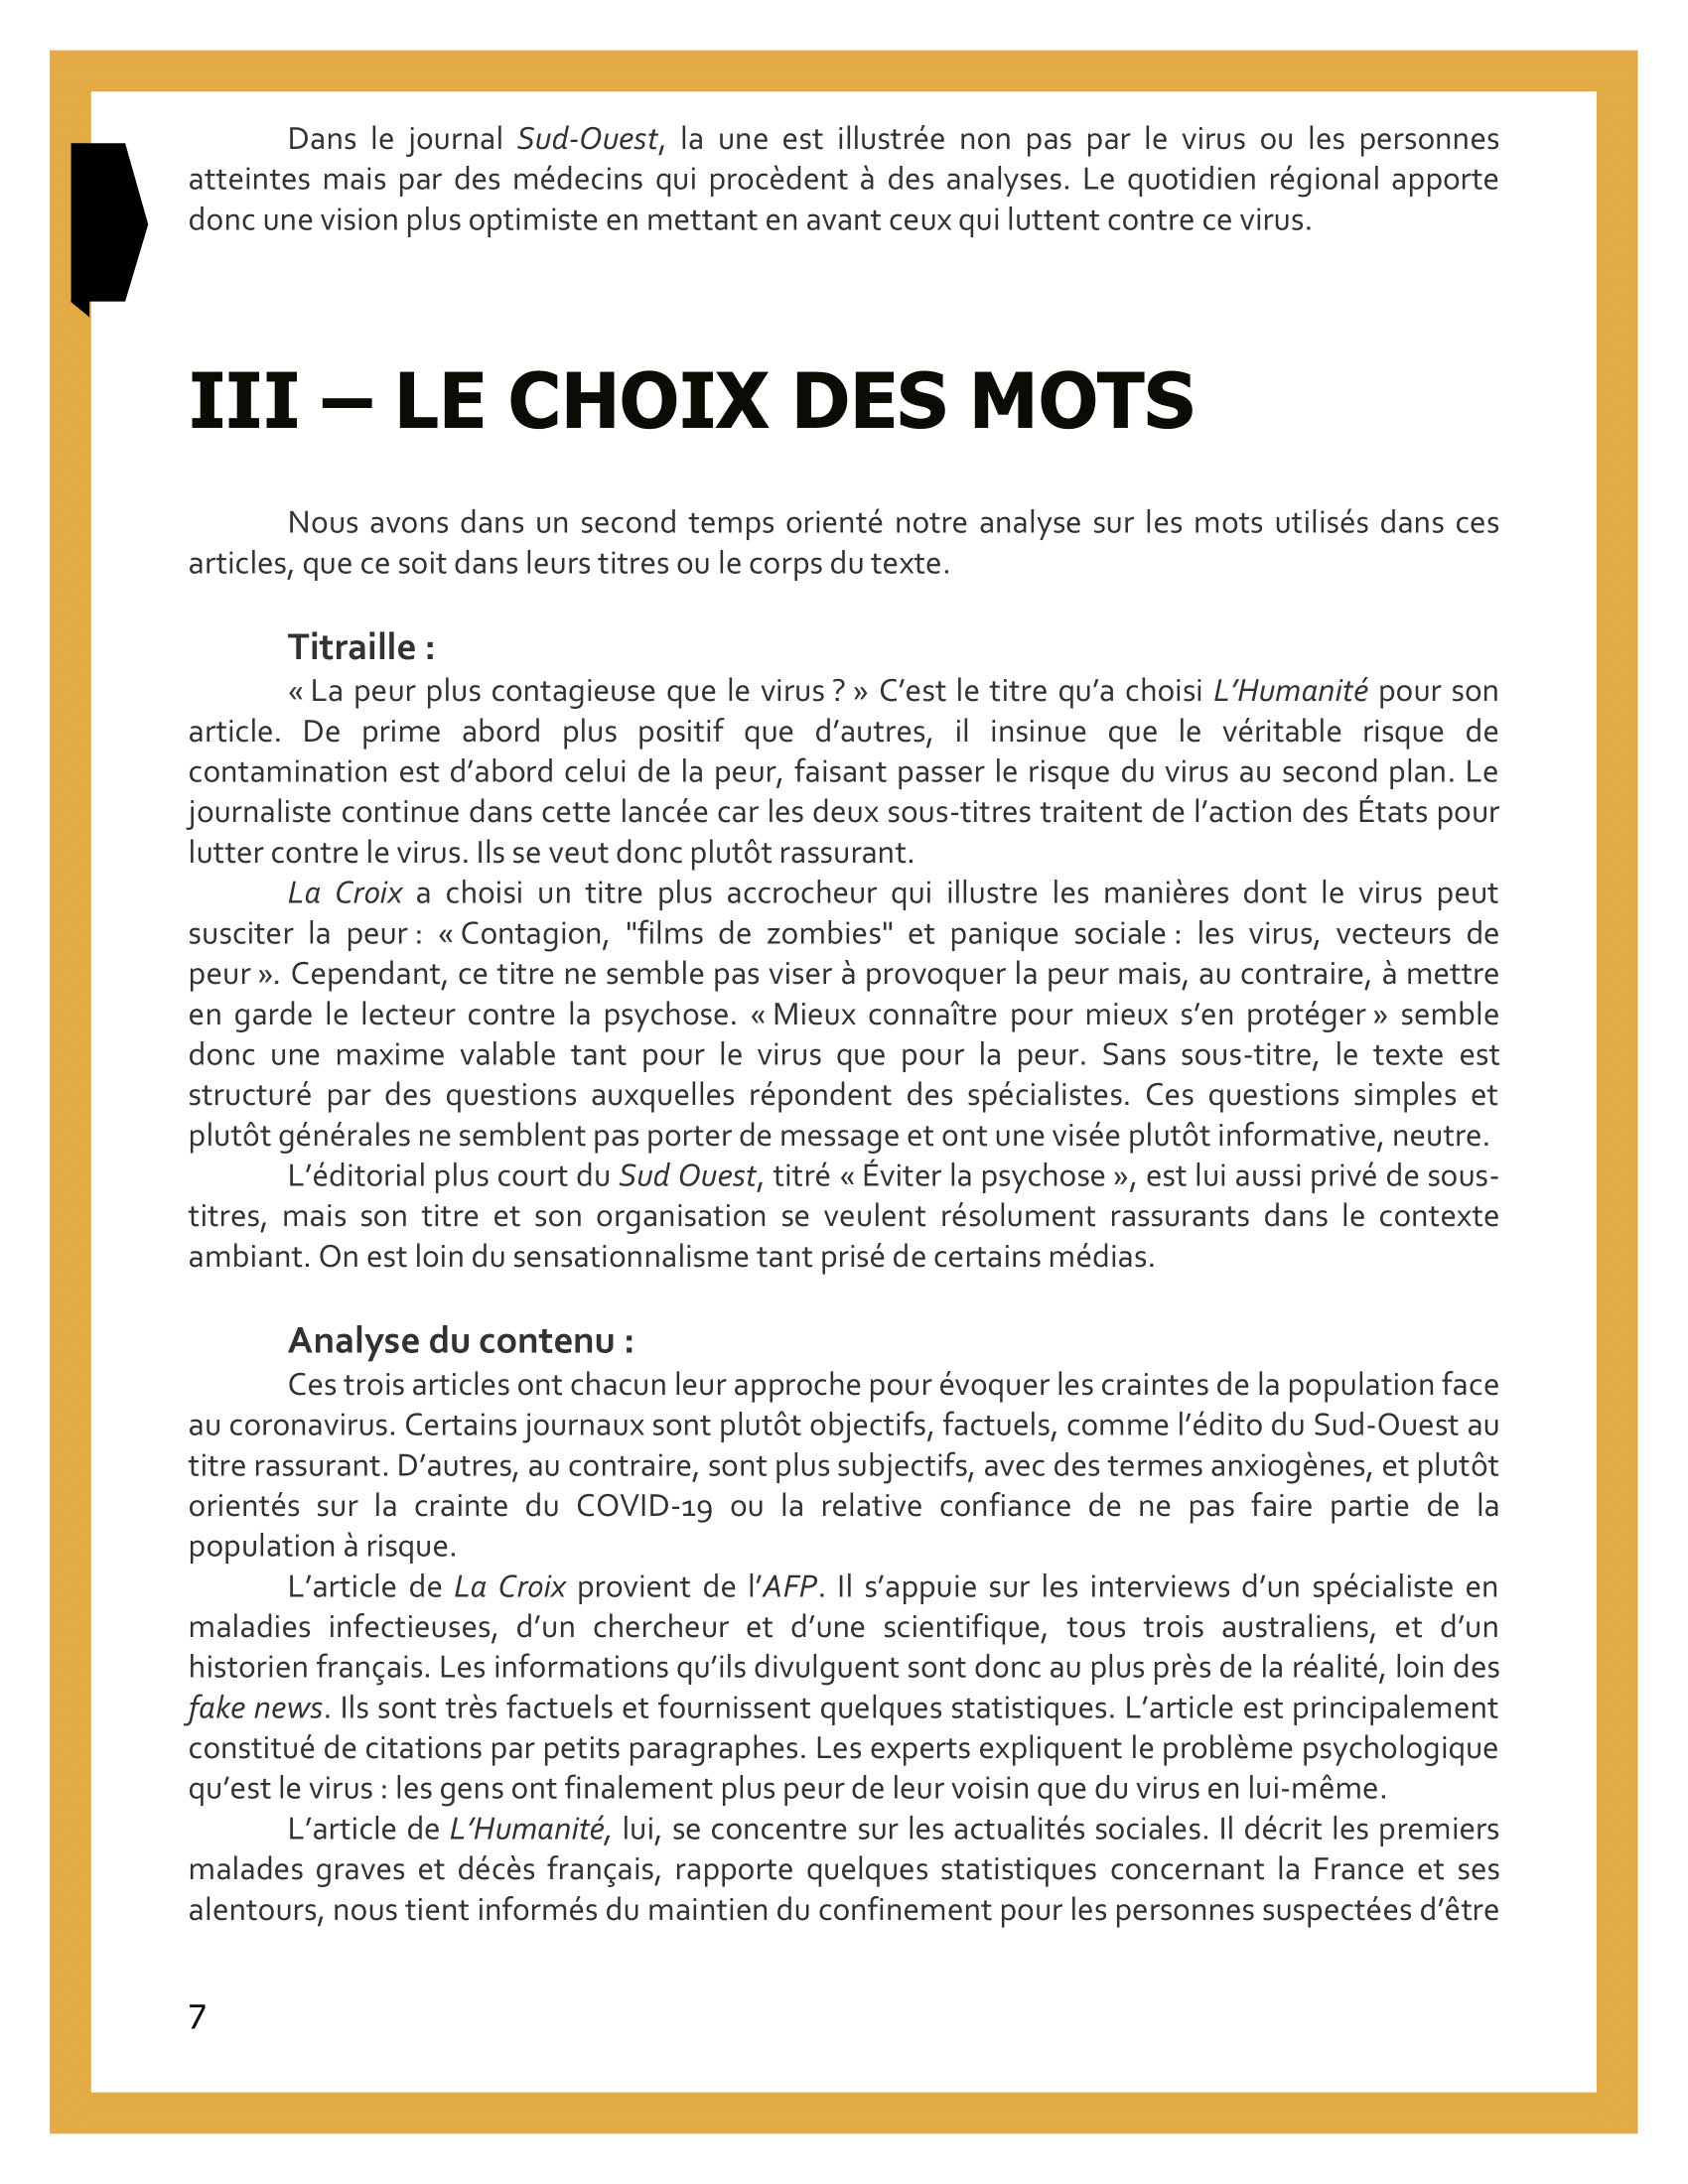 Dans le journal Sud-Ouest, la une est illustrée non pas par le virus ou les personnes
atteintes mais par des médecins qui procèdent à des analyses. Le quotidien régional apporte
donc une vision plus optimiste en mettant en avant ceux qui luttent contre ce virus.
III – LE CHOIX DES MOTS
Nous avons dans un second temps orienté notre analyse sur les mots utilisés dans ces
articles, que ce soit dans leurs titres ou le corps du texte.
Titraille :
« La peur plus contagieuse que le virus ? » C’est le titre qu’a choisi L’Humanité pour son
article. De prime abord plus positif que d’autres, il insinue que le véritable risque de
contamination est d’abord celui de la peur, faisant passer le risque du virus au second plan. Le
journaliste continue dans cette lancée car les deux sous-titres traitent de l’action des États pour
lutter contre le virus. Ils se veut donc plutôt rassurant.
La Croix a choisi un titre plus accrocheur qui illustre les manières dont le virus peut
susciter la peur : « Contagion, "films de zombies" et panique sociale : les virus, vecteurs de
peur ». Cependant, ce titre ne semble pas viser à provoquer la peur mais, au contraire, à mettre
en garde le lecteur contre la psychose. « Mieux connaître pour mieux s’en protéger » semble
donc une maxime valable tant pour le virus que pour la peur. Sans sous-titre, le texte est
structuré par des questions auxquelles répondent des spécialistes. Ces questions simples et
plutôt générales ne semblent pas porter de message et ont une visée plutôt informative, neutre.
L’éditorial plus court du Sud Ouest, titré « Éviter la psychose », est lui aussi privé de sous-
titres, mais son titre et son organisation se veulent résolument rassurants dans le contexte
ambiant. On est loin du sensationnalisme tant prisé de certains médias.
Analyse du contenu :
Ces trois articles ont chacun leur approche pour évoquer les craintes de la population face
au coronavirus. Certains journaux sont plutôt objectifs, factuels, comme l’édito du Sud-Ouest au
titre rassurant. D’autres, au contraire, sont plus subjectifs, avec des termes anxiogènes, et plutôt
orientés sur la crainte du COVID-19 ou la relative confiance de ne pas faire partie de la
population à risque.
L’article de La Croix provient de l’AFP. Il s’appuie sur les interviews d’un spécialiste en
maladies infectieuses, d’un chercheur et d’une scientifique, tous trois australiens, et d’un
historien français. Les informations qu’ils divulguent sont donc au plus près de la réalité, loin des
fake news. Ils sont très factuels et fournissent quelques statistiques. L’article est principalement
constitué de citations par petits paragraphes. Les experts expliquent le problème psychologique
qu’est le virus : les gens ont finalement plus peur de leur voisin que du virus en lui-même.
L’article de L’Humanité, lui, se concentre sur les actualités sociales. Il décrit les premiers
malades graves et décès français, rapporte quelques statistiques concernant la France et ses
alentours, nous tient informés du maintien du confinement pour les personnes suspectées d’être
7